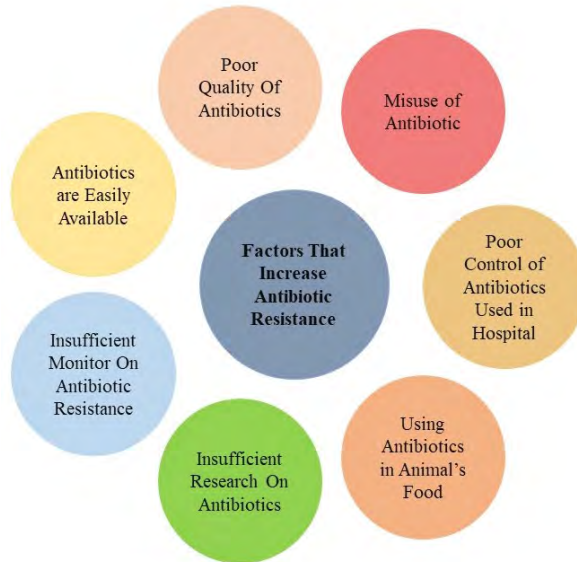 Poor
Quality Of
Antibiotics
Misuse of
Antibiotic
Antibiotics
are Easily
Available
Factors That
Increase
Antibiotic
Resistance
Poor
Control of
Antibiotics
Used in
Hospital
Insufficient
Monitor On
Antibiotic
Resistance
Using
Antibiotics
in Animal's
Food
Insufficient
Research On
Antibiotics